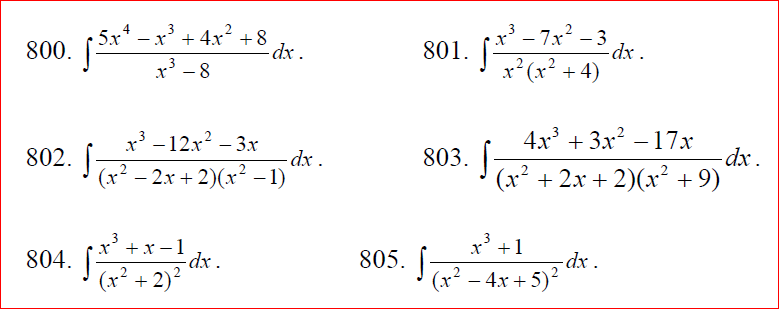 800. ∫ (5x⁴ − x³ + 4x² + 8)/(x³ − 8) dx . 801. ∫ (x³ − 7x² − 3)/(x²(x² + 4)) dx .
802. ∫ (x³ − 12x² − 3x)/((x² − 2x + 2)(x² − 1)) dx . 803. ∫ (4x³ + 3x² − 17x)/((x² + 2x + 2)(x² + 9)) dx .
804. ∫ (x³ + x − 1)/(x² + 2)² dx . 805. ∫ (x³ + 1)/(x² − 4x + 5)² dx .